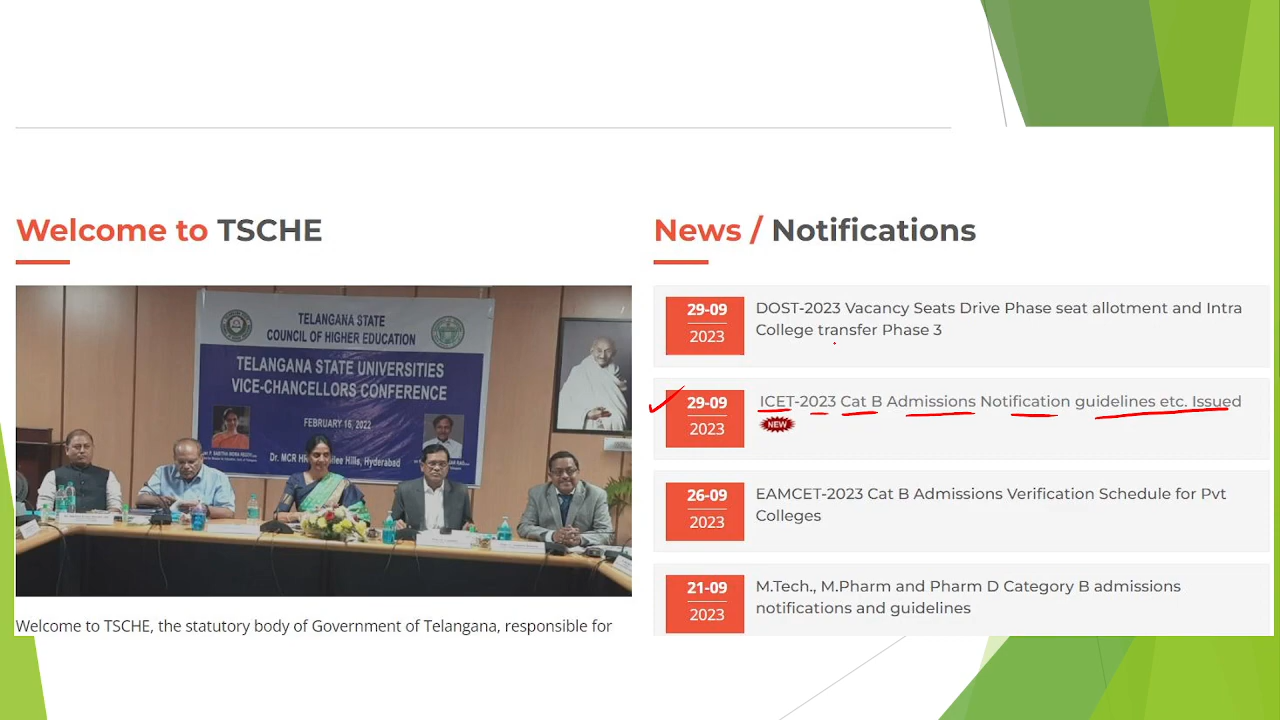 Welcome to TSCHE
TELANGANA STATE
COUNCIL OF HIGHER EDUCATION
TELANGANA STATE UNIVERSITIES
VICE-CHANCELLORS CONFERENCE
FEBRUARY 16, 2022
Dr. MCR HR Hills, Hyderabad
Welcome to TSCHE, the statutory body of Government of Telangana, responsible for
News / Notifications
29-09
2023
DOST-2023 Vacancy Seats Drive Phase seat allotment and Intra
College transfer Phase 3
29-09
2023
ICET-2023 Cat B Admissions Notification guidelines etc. Issued
NEW
26-09
2023
EAMCET-2023 Cat B Admissions Verification Schedule for Pvt
Colleges
21-09
2023
M.Tech., M.Pharm and Pharm D Category B admissions
notifications and guidelines